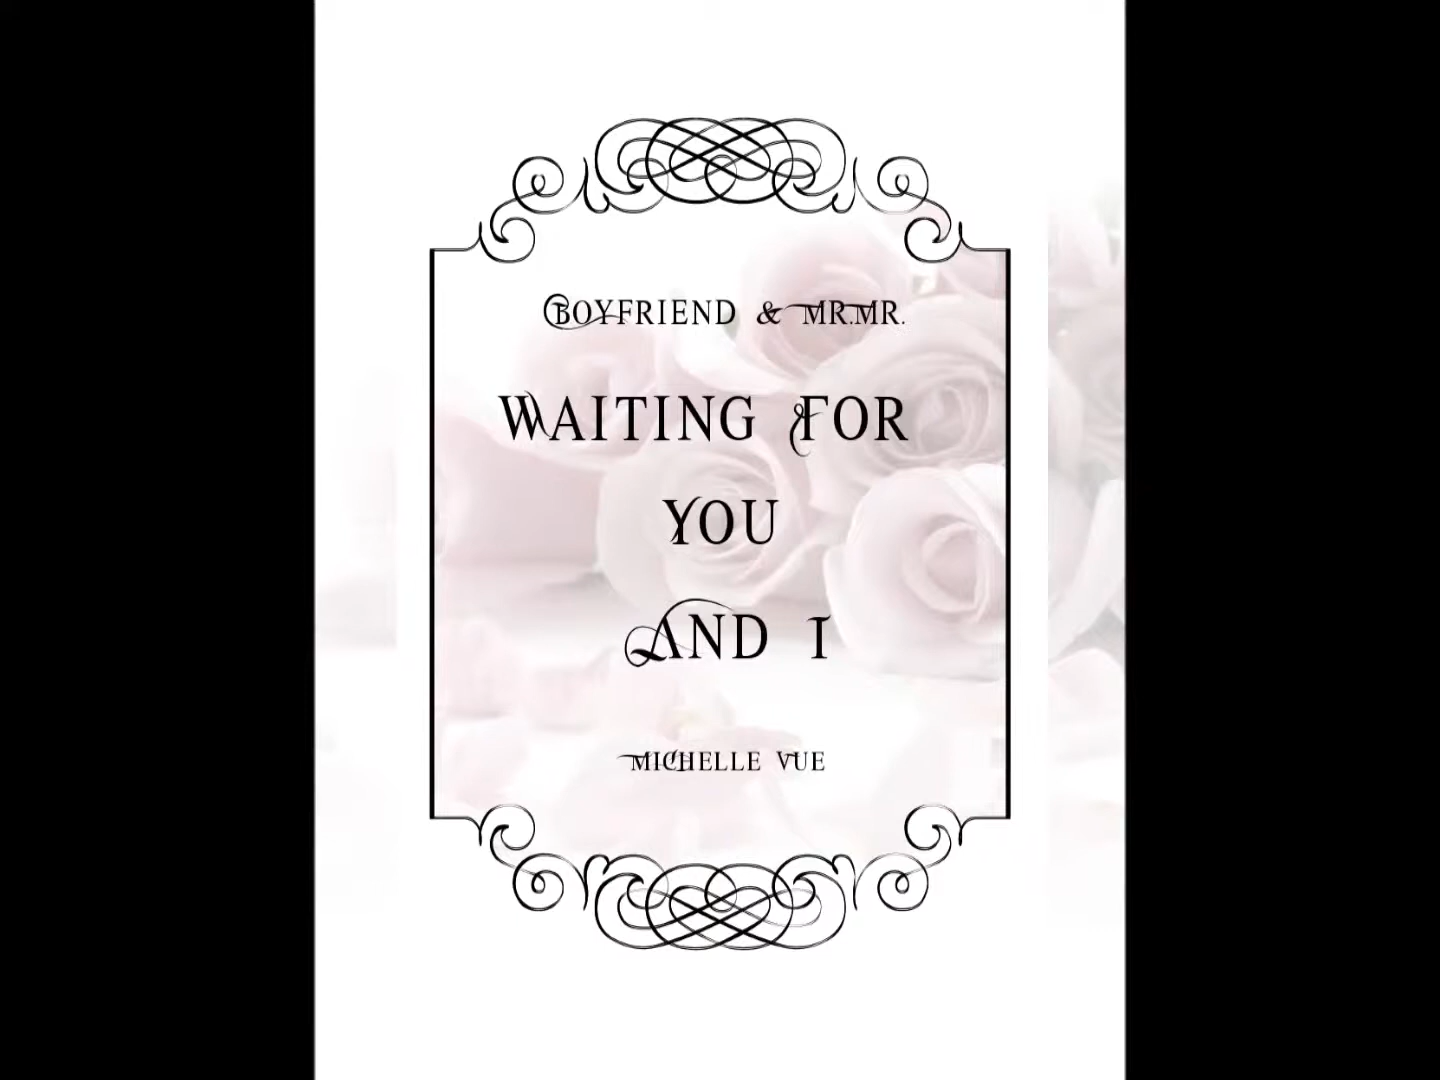 BOYFRIEND & MR.MR.
WAITING FOR
YOU
AND I
MICHELLE VUE